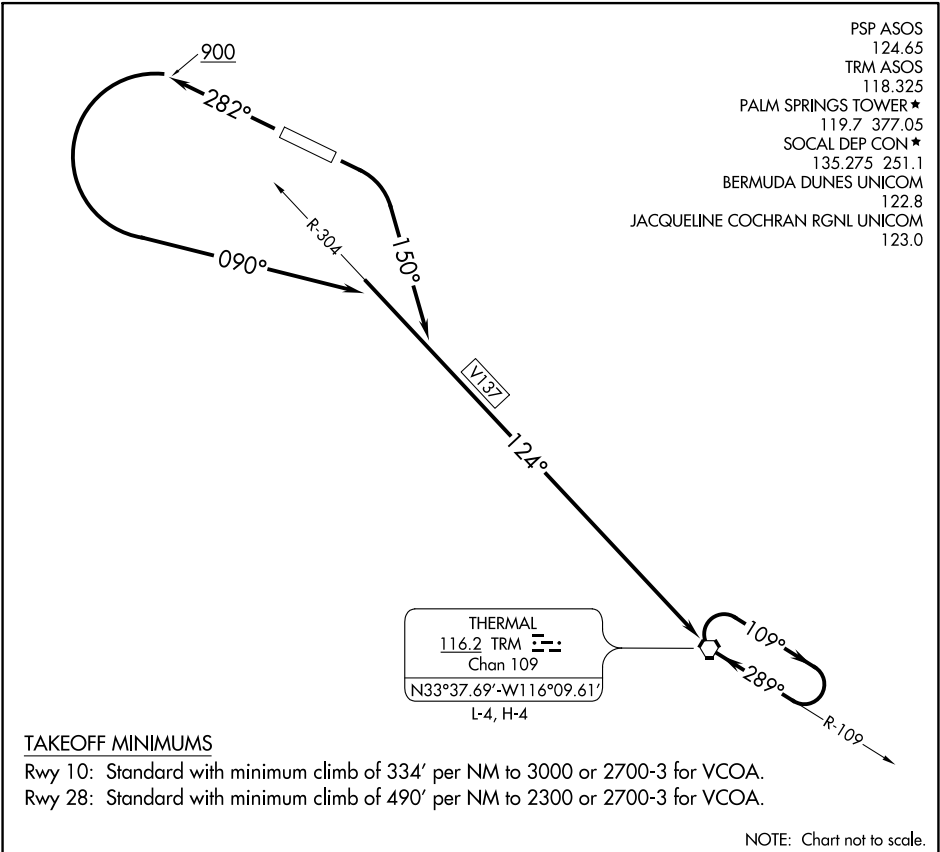 PSP ASOS
124.65
TRM ASOS
118.325
PALM SPRINGS TOWER★
119.7 377.05
SOCAL DEP CON★
135.275 251.1
BERMUDA DUNES UNICOM
122.8
JACQUELINE COCHRAN RGNL UNICOM
123.0
900
282°
R-304
150°
090°
V137
124°
THERMAL
116.2 TRM
Chan 109
N33°37.69'-W116°09.61'
L-4, H-4
109°
289°
R-109
TAKEOFF MINIMUMS
Rwy 10: Standard with minimum climb of 334' per NM to 3000 or 2700-3 for VCOA.
Rwy 28: Standard with minimum climb of 490' per NM to 2300 or 2700-3 for VCOA.
NOTE: Chart not to scale.